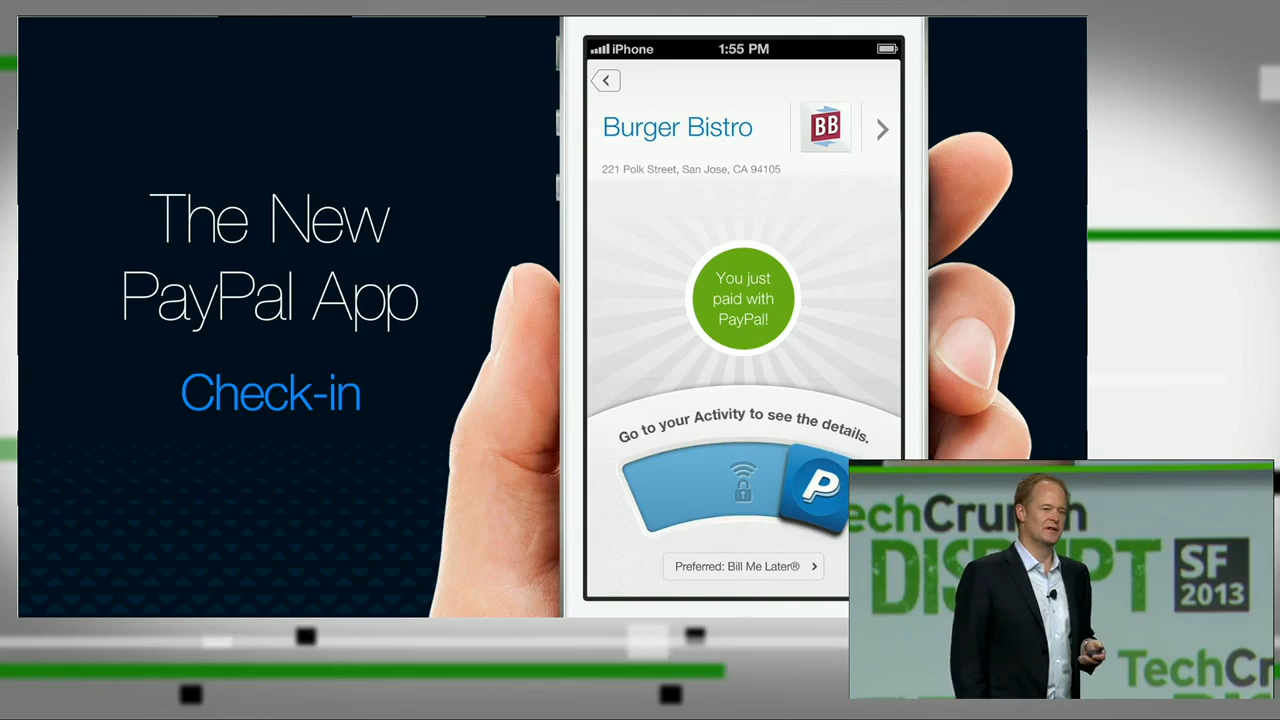 The New
PayPal App
Check-in
iPhone
1:55 PM
Burger Bistro
BB
221 Polk Street, San Jose, CA 94105
You just
paid with
PayPal!
Go to your Activity to see the details.
P
Preferred: Bill Me Later®
echCrunch
DISRUPT
SF
2013
TechCr